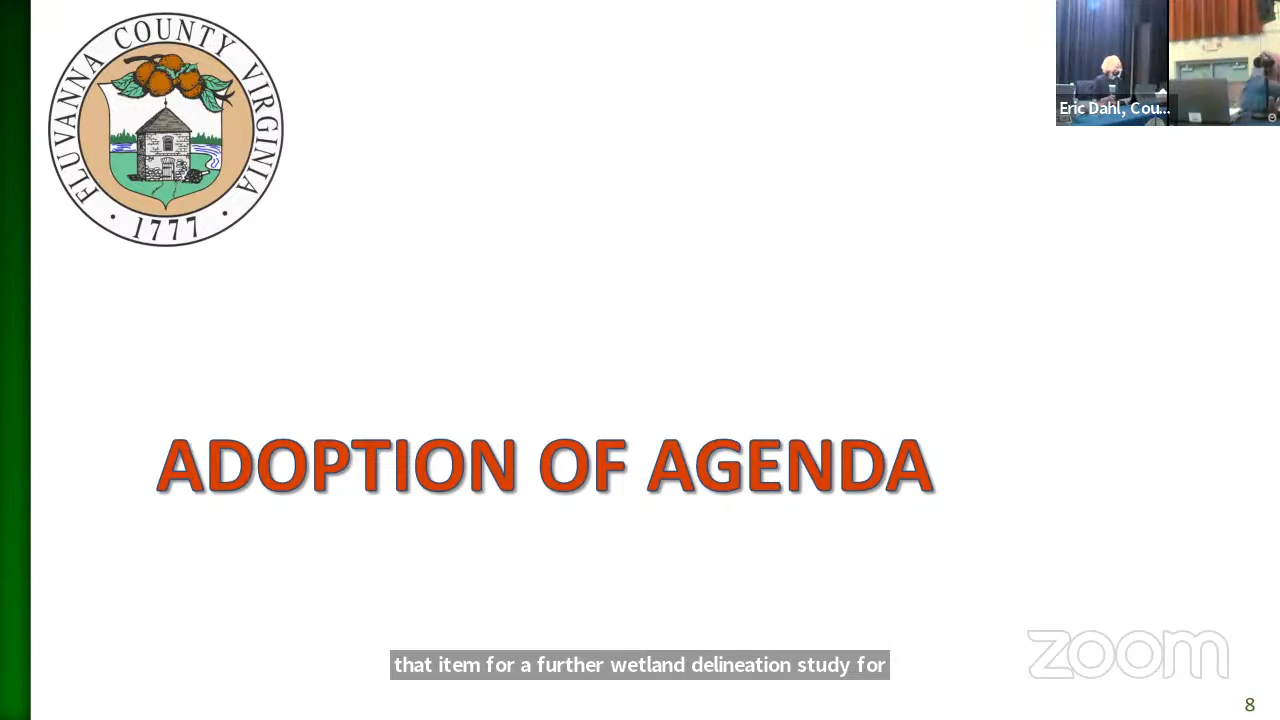 FLUVANNA COUNTY VIRGINIA
· 1777 ·
Eric Dahl, Cou...
ADOPTION OF AGENDA
that item for a further wetland delineation study for
zoom
8